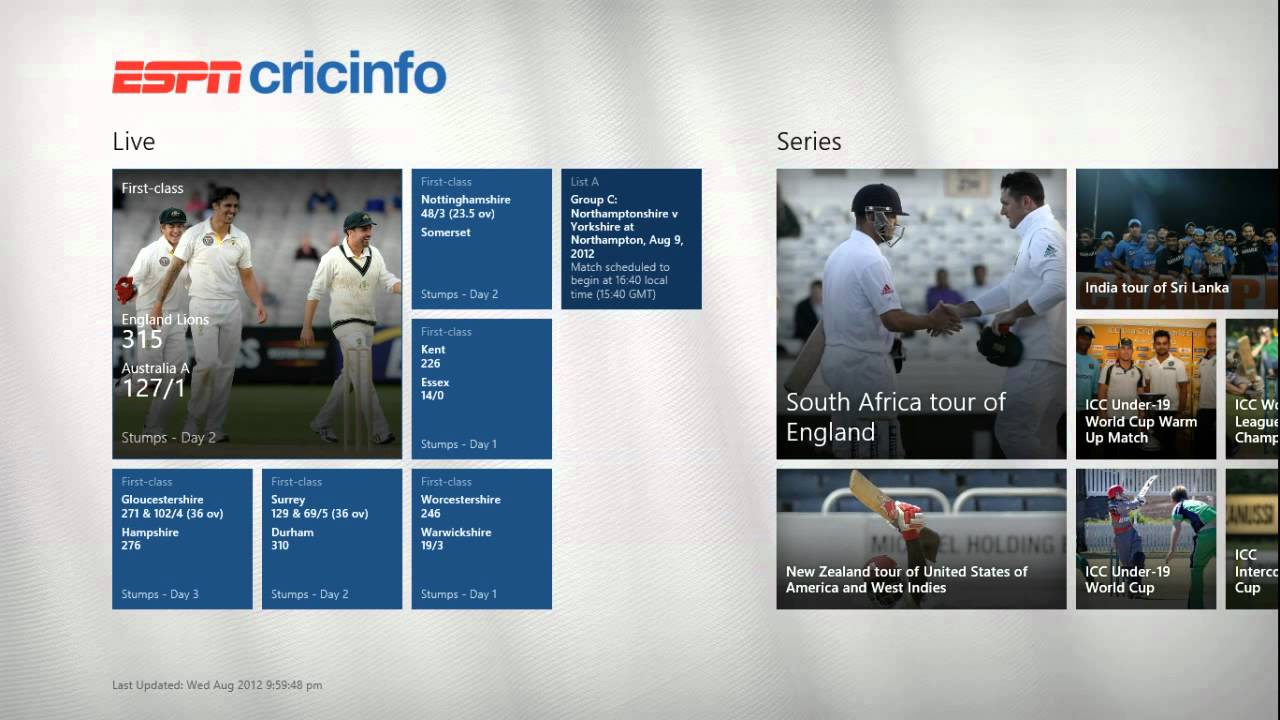 ESPN cricinfo
Live
First-class
England Lions
315
Australia A
127/1
Stumps - Day 2
First-class
Nottinghamshire
48/3 (23.5 ov)
Somerset
Stumps - Day 2
List A
Group C:
Northamptonshire v
Yorkshire at
Northampton, Aug 9,
2012
Match scheduled to
begin at 16:40 local
time (15:40 GMT)
First-class
Kent
226
Essex
14/0
Stumps - Day 1
First-class
Gloucestershire
271 & 102/4 (36 ov)
Hampshire
276
Stumps - Day 3
First-class
Surrey
129 & 69/5 (36 ov)
Durham
310
Stumps - Day 2
First-class
Worcestershire
246
Warwickshire
19/3
Stumps - Day 1
Series
South Africa tour of
England
India tour of Sri Lanka
ICC Under-19
World Cup Warm
Up Match
ICC Wo
League
Champ
MICHAEL HOLDING
New Zealand tour of United States of
America and West Indies
ICC Under-19
World Cup
ANUSSI
ICC
Interco
Cup
Last Updated: Wed Aug 2012 9:59:48 pm